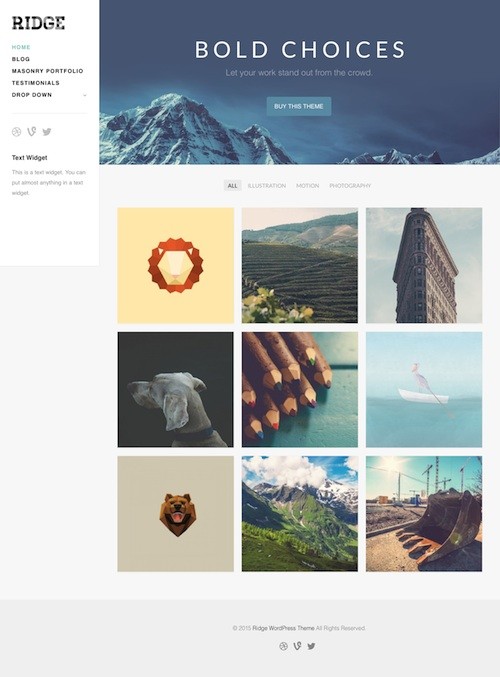 RIDGE
HOME
BLOG
MASONRY PORTFOLIO
TESTIMONIALS
DROP DOWN
Text Widget
This is a text widget. You can
put almost anything in a text
widget.
BOLD CHOICES
Let your work stand out from the crowd.
BUY THIS THEME
ALL ILLUSTRATION MOTION PHOTOGRAPHY
© 2015 Ridge WordPress Theme All Rights Reserved.